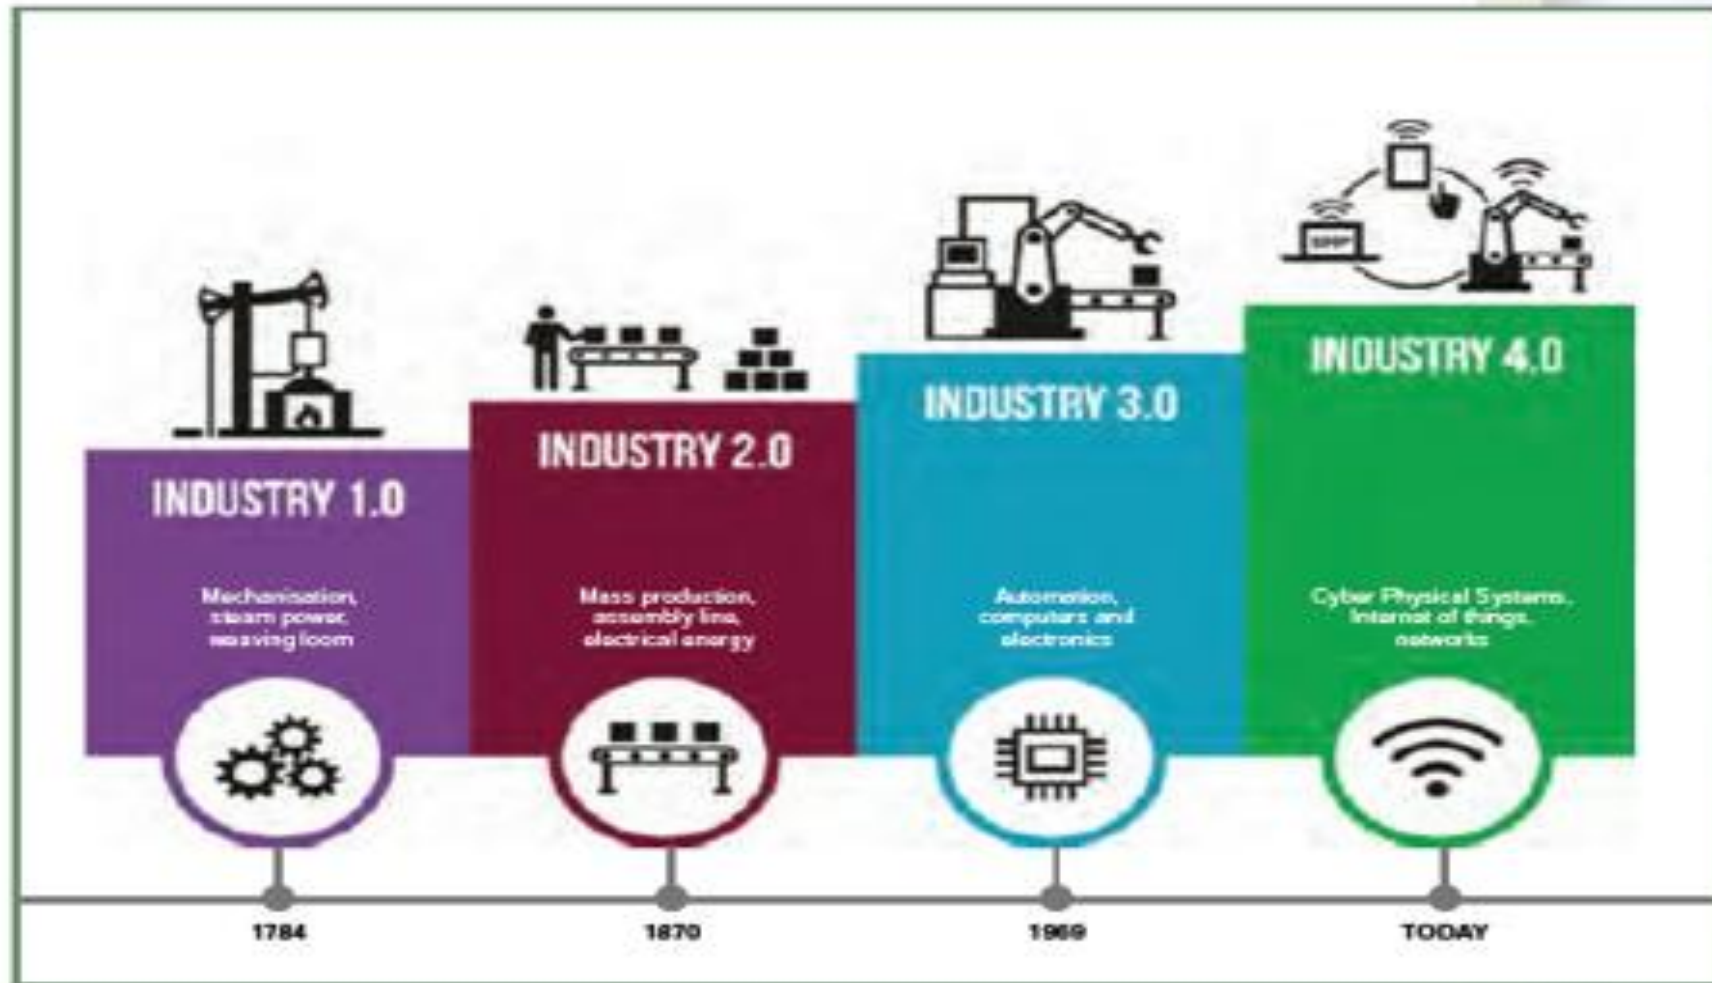 INDUSTRY 1.0
Mechanisation,
steam power,
weaving loom
1784
INDUSTRY 2.0
Mass production,
assembly line,
electrical energy
1870
INDUSTRY 3.0
Automation,
computers and
electronics
1969
INDUSTRY 4.0
Cyber Physical Systems,
Internet of things,
networks
TODAY